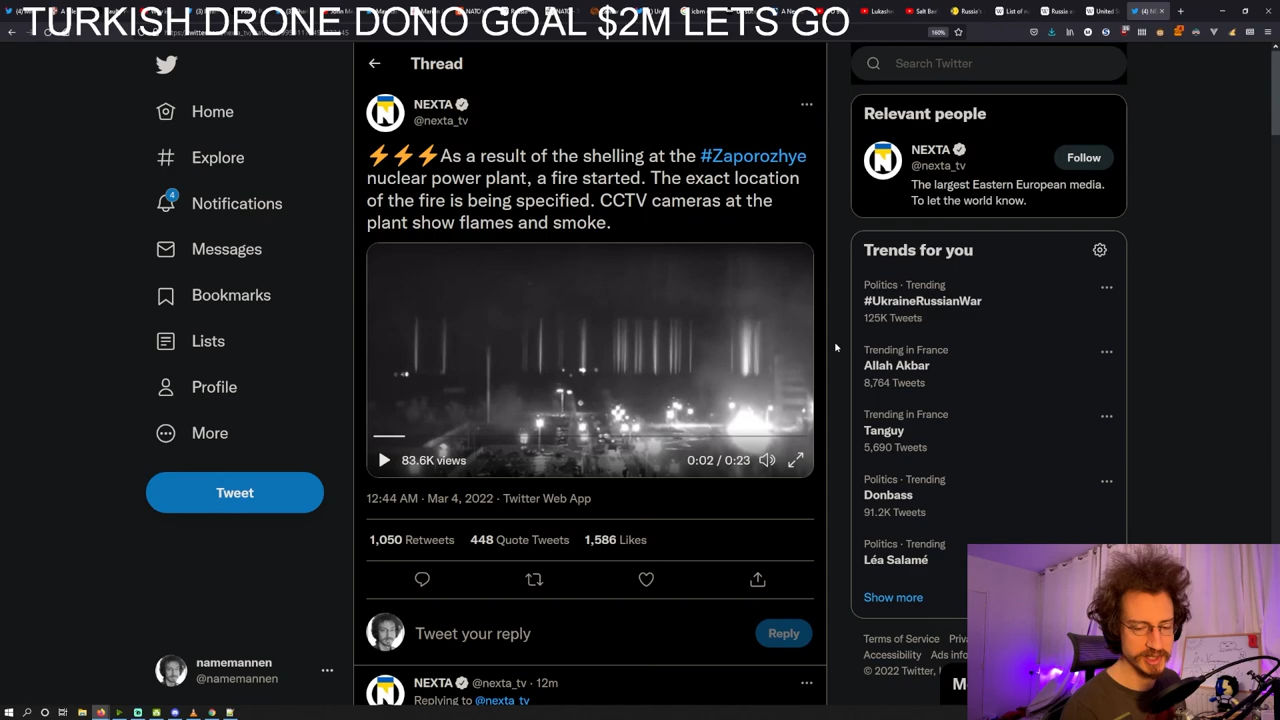 TURKISH DRONE DONO GOAL $2M LETS GO
160%
Home
Explore
4
Notifications
Messages
Bookmarks
Lists
Profile
More
Tweet
namemannen
@namemannen
Thread
NEXTA
@nexta_tv
⚡⚡⚡As a result of the shelling at the #Zaporozhye
nuclear power plant, a fire started. The exact location
of the fire is being specified. CCTV cameras at the
plant show flames and smoke.
83.6K views
0:02 / 0:23
12:44 AM · Mar 4, 2022 · Twitter Web App
1,050 Retweets 448 Quote Tweets 1,586 Likes
Tweet your reply
Reply
NEXTA @nexta_tv · 12m
Replying to @nexta_tv
Search Twitter
Relevant people
NEXTA
@nexta_tv
Follow
The largest Eastern European media.
To let the world know.
Trends for you
Politics · Trending
#UkraineRussianWar
125K Tweets
Trending in France
Allah Akbar
8,764 Tweets
Trending in France
Tanguy
5,690 Tweets
Politics · Trending
Donbass
91.2K Tweets
Politics · Trending
Léa Salamé
Show more
Terms of Service
Accessibility
© 2022 Twitter,